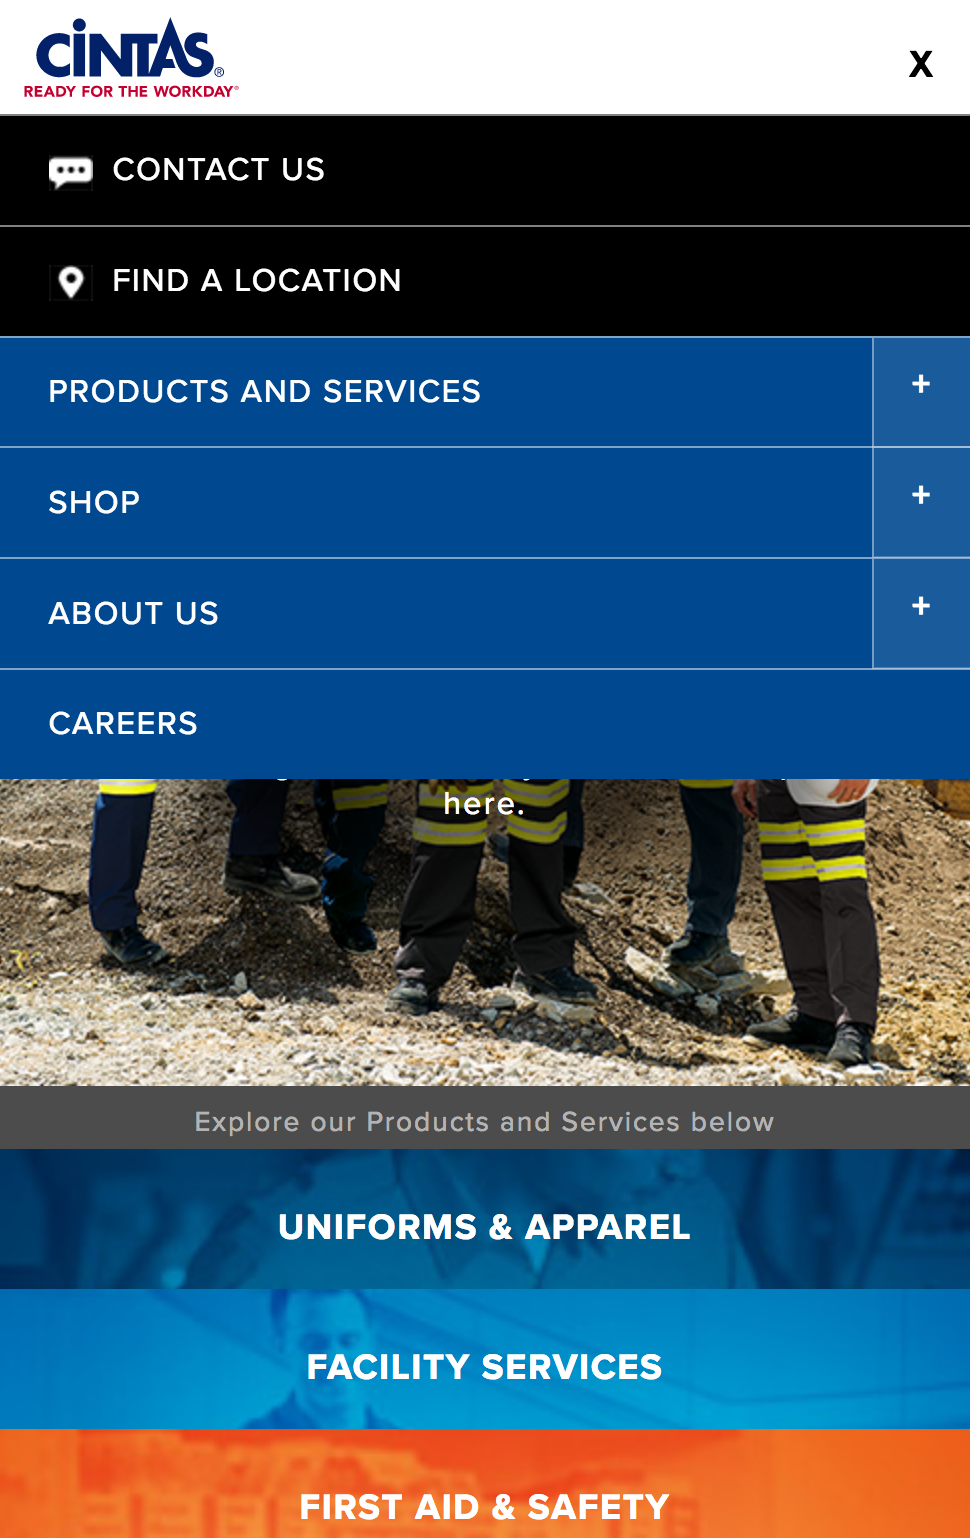 CINTAS®
READY FOR THE WORKDAY®
X
CONTACT US
FIND A LOCATION
PRODUCTS AND SERVICES
+
SHOP
+
ABOUT US
+
CAREERS
here.
Explore our Products and Services below
UNIFORMS & APPAREL
FACILITY SERVICES
FIRST AID & SAFETY